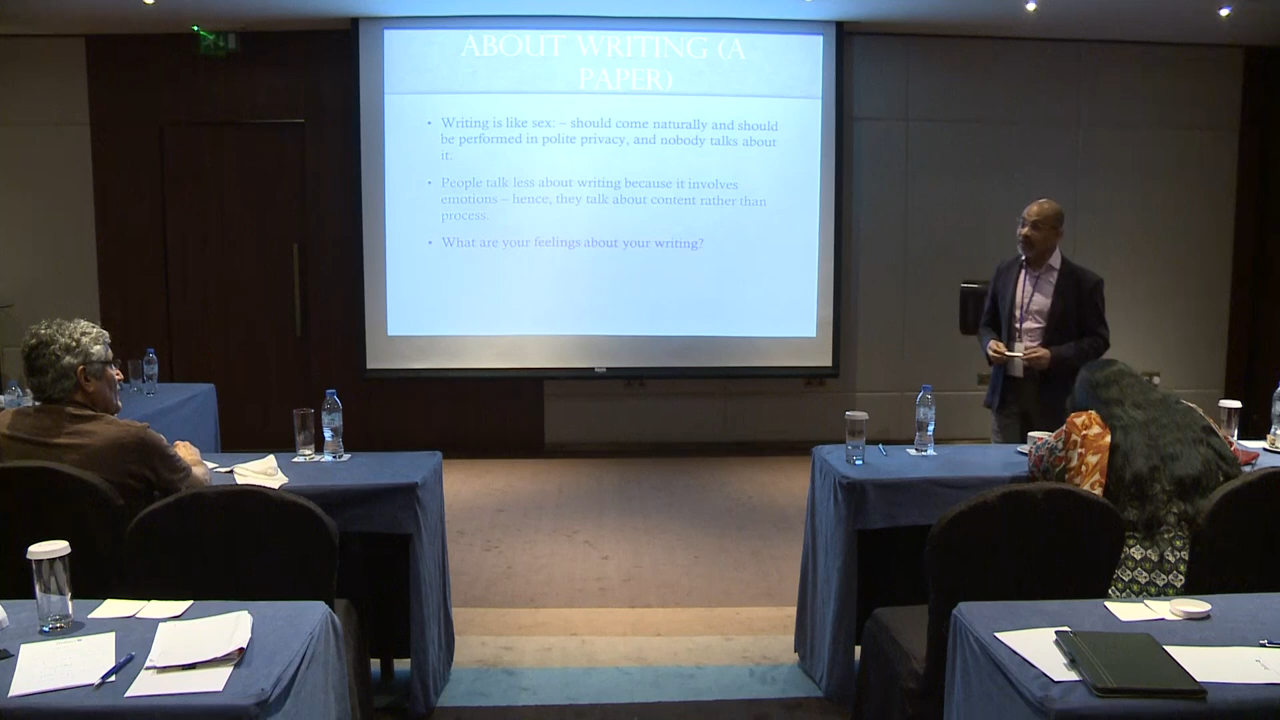 ABOUT WRITING (A
PAPER)
• Writing is like sex: – should come naturally and should
be performed in polite privacy, and nobody talks about
it.
• People talk less about writing because it involves
emotions – hence, they talk about content rather than
process.
• What are your feelings about your writing?